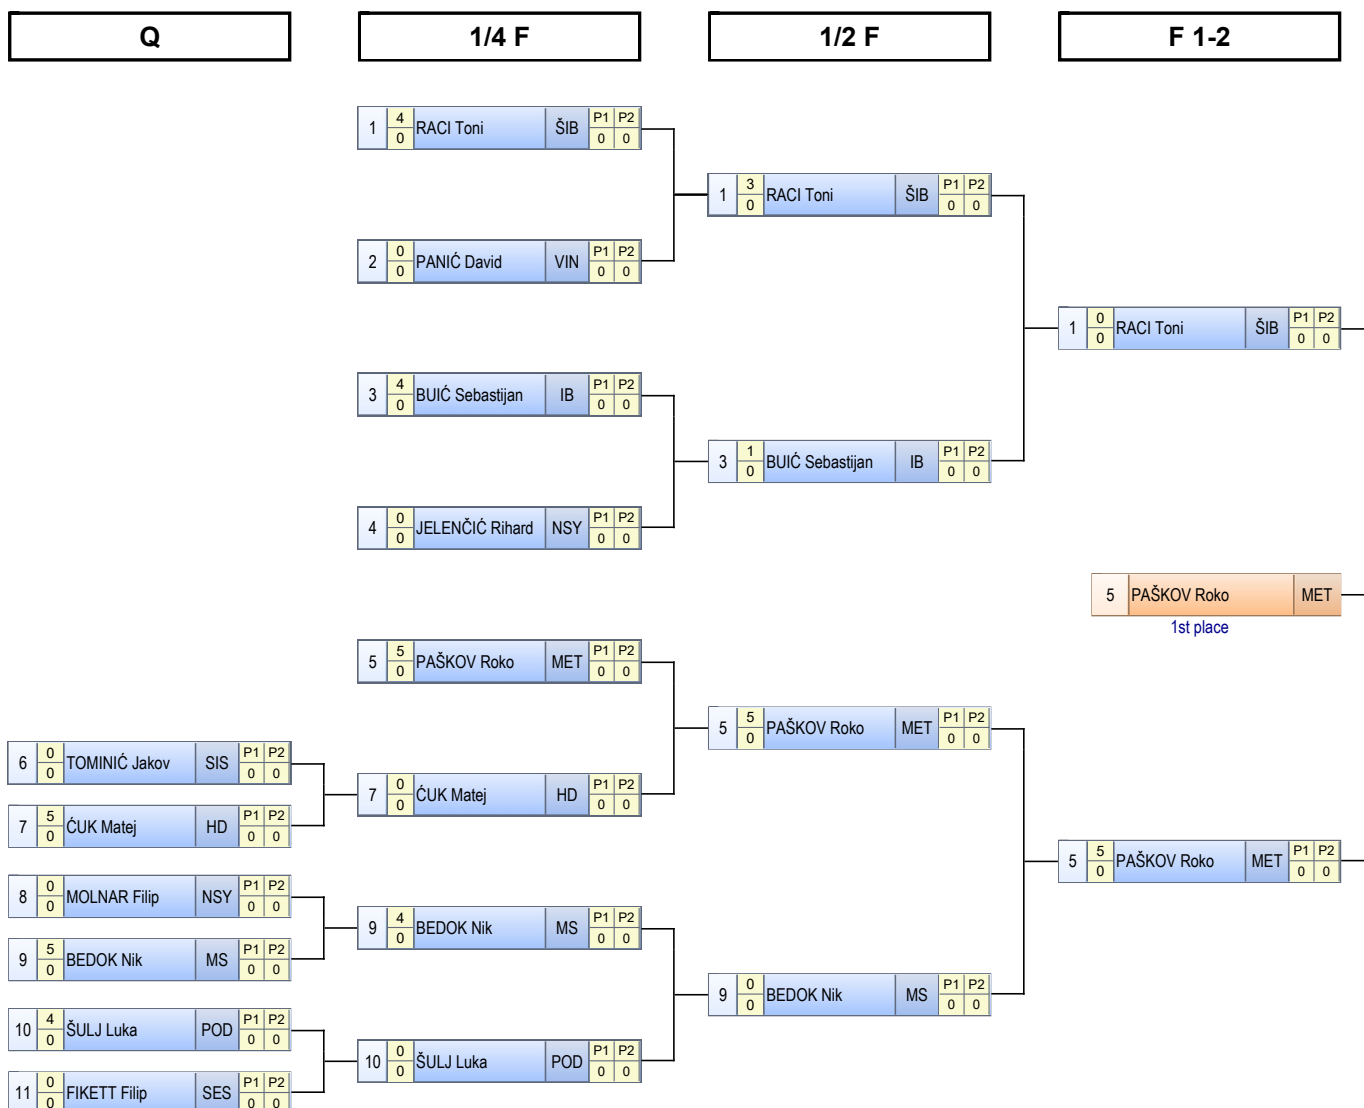 Q 1/4 F 1/2 F F 1-2
1 4 0 RACI Toni ŠIB P1 P2 0 0
1 3 0 RACI Toni ŠIB P1 P2 0 0
2 0 0 PANIĆ David VIN P1 P2 0 0
1 0 0 RACI Toni ŠIB P1 P2 0 0
3 4 0 BUIĆ Sebastijan IB P1 P2 0 0
3 1 0 BUIĆ Sebastijan IB P1 P2 0 0
4 0 0 JELENČIĆ Rihard NSY P1 P2 0 0
5 PAŠKOV Roko MET
1st place
5 5 0 PAŠKOV Roko MET P1 P2 0 0
5 5 0 PAŠKOV Roko MET P1 P2 0 0
6 0 0 TOMINIĆ Jakov SIS P1 P2 0 0
7 0 0 ĆUK Matej HD P1 P2 0 0
7 5 0 ĆUK Matej HD P1 P2 0 0
5 5 0 PAŠKOV Roko MET P1 P2 0 0
8 0 0 MOLNAR Filip NSY P1 P2 0 0
9 4 0 BEDOK Nik MS P1 P2 0 0
9 5 0 BEDOK Nik MS P1 P2 0 0
9 0 0 BEDOK Nik MS P1 P2 0 0
10 4 0 ŠULJ Luka POD P1 P2 0 0
10 0 0 ŠULJ Luka POD P1 P2 0 0
11 0 0 FIKETT Filip SES P1 P2 0 0